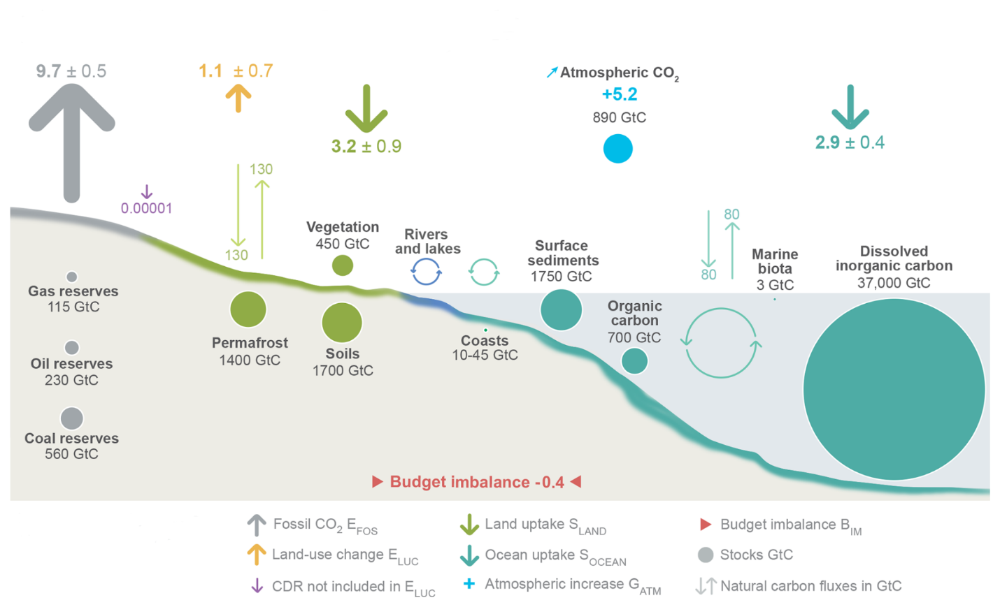 9.7 ± 0.5
1.1 ± 0.7
3.2 ± 0.9
Atmospheric CO2
+5.2
890 GtC
2.9 ± 0.4
0.00001
130
130
Vegetation
450 GtC
Rivers
and lakes
Surface
sediments
1750 GtC
80
80
Marine
biota
3 GtC
Dissolved
inorganic carbon
37,000 GtC
Gas reserves
115 GtC
Oil reserves
230 GtC
Coal reserves
560 GtC
Permafrost
1400 GtC
Soils
1700 GtC
Coasts
10-45 GtC
Organic
carbon
700 GtC
Budget imbalance -0.4
Fossil CO2 EFOS
Land-use change ELUC
CDR not included in ELUC
Land uptake SLAND
Ocean uptake SOCEAN
Atmospheric increase GATM
Budget imbalance BIM
Stocks GtC
Natural carbon fluxes in GtC